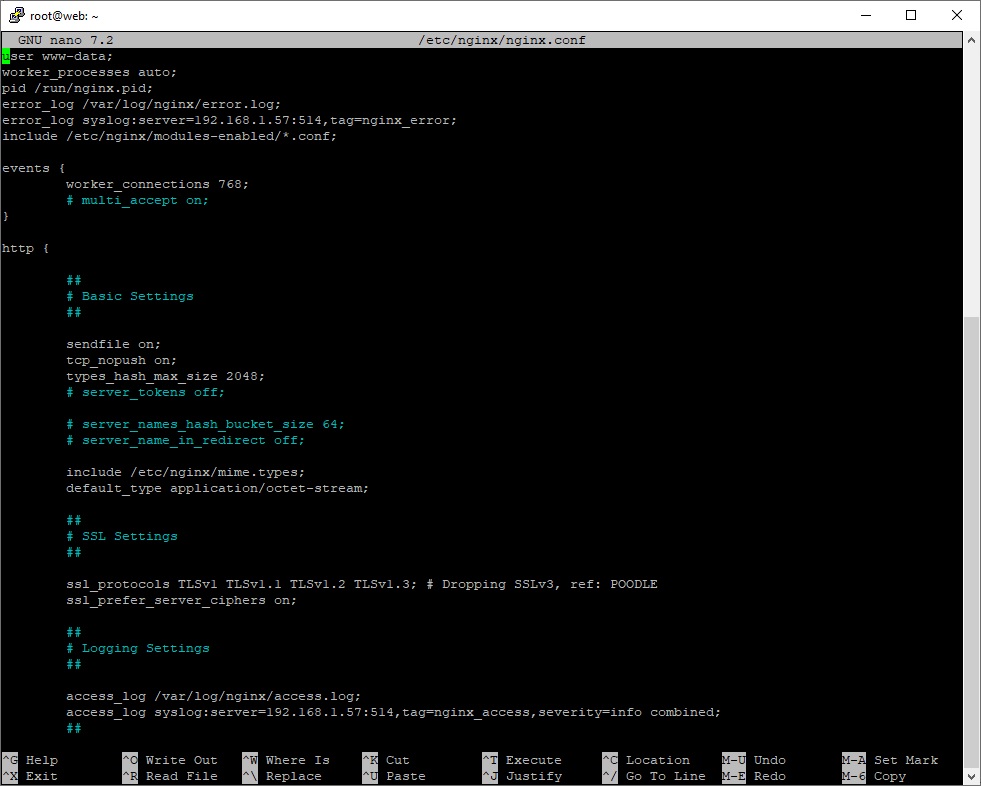 root@web: ~
GNU nano 7.2 /etc/nginx/nginx.conf
user www-data;
worker_processes auto;
pid /run/nginx.pid;
error_log /var/log/nginx/error.log;
error_log syslog:server=192.168.1.57:514,tag=nginx_error;
include /etc/nginx/modules-enabled/*.conf;
events {
worker_connections 768;
# multi_accept on;
}
http {
##
# Basic Settings
##
sendfile on;
tcp_nopush on;
types_hash_max_size 2048;
# server_tokens off;
# server_names_hash_bucket_size 64;
# server_name_in_redirect off;
include /etc/nginx/mime.types;
default_type application/octet-stream;
##
# SSL Settings
##
ssl_protocols TLSv1 TLSv1.1 TLSv1.2 TLSv1.3; # Dropping SSLv3, ref: POODLE
ssl_prefer_server_ciphers on;
##
# Logging Settings
##
access_log /var/log/nginx/access.log;
access_log syslog:server=192.168.1.57:514,tag=nginx_access,severity=info combined;
##
^G Help ^O Write Out ^W Where Is ^K Cut ^T Execute ^C Location M-U Undo M-A Set Mark
^X Exit ^R Read File ^\ Replace ^U Paste ^J Justify ^/ Go To Line M-E Redo M-6 Copy